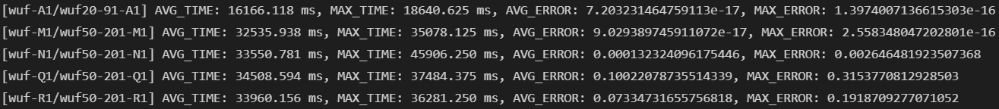 [wuf-A1/wuf20-91-A1] AVG_TIME: 16166.118 ms, MAX_TIME: 18640.625 ms, AVG_ERROR: 7.203231464759113e-17, MAX_ERROR: 1.3974007136615303e-16
[wuf-M1/wuf50-201-M1] AVG_TIME: 32535.938 ms, MAX_TIME: 35078.125 ms, AVG_ERROR: 9.029389745911072e-17, MAX_ERROR: 2.558348047202801e-16
[wuf-N1/wuf50-201-N1] AVG_TIME: 33550.781 ms, MAX_TIME: 45906.250 ms, AVG_ERROR: 0.000132324096175446, MAX_ERROR: 0.002646481923507368
[wuf-Q1/wuf50-201-Q1] AVG_TIME: 34508.594 ms, MAX_TIME: 37484.375 ms, AVG_ERROR: 0.10022078735514339, MAX_ERROR: 0.3153770812928503
[wuf-R1/wuf50-201-R1] AVG_TIME: 33960.156 ms, MAX_TIME: 36281.250 ms, AVG_ERROR: 0.07334731655756818, MAX_ERROR: 0.1918709277071052